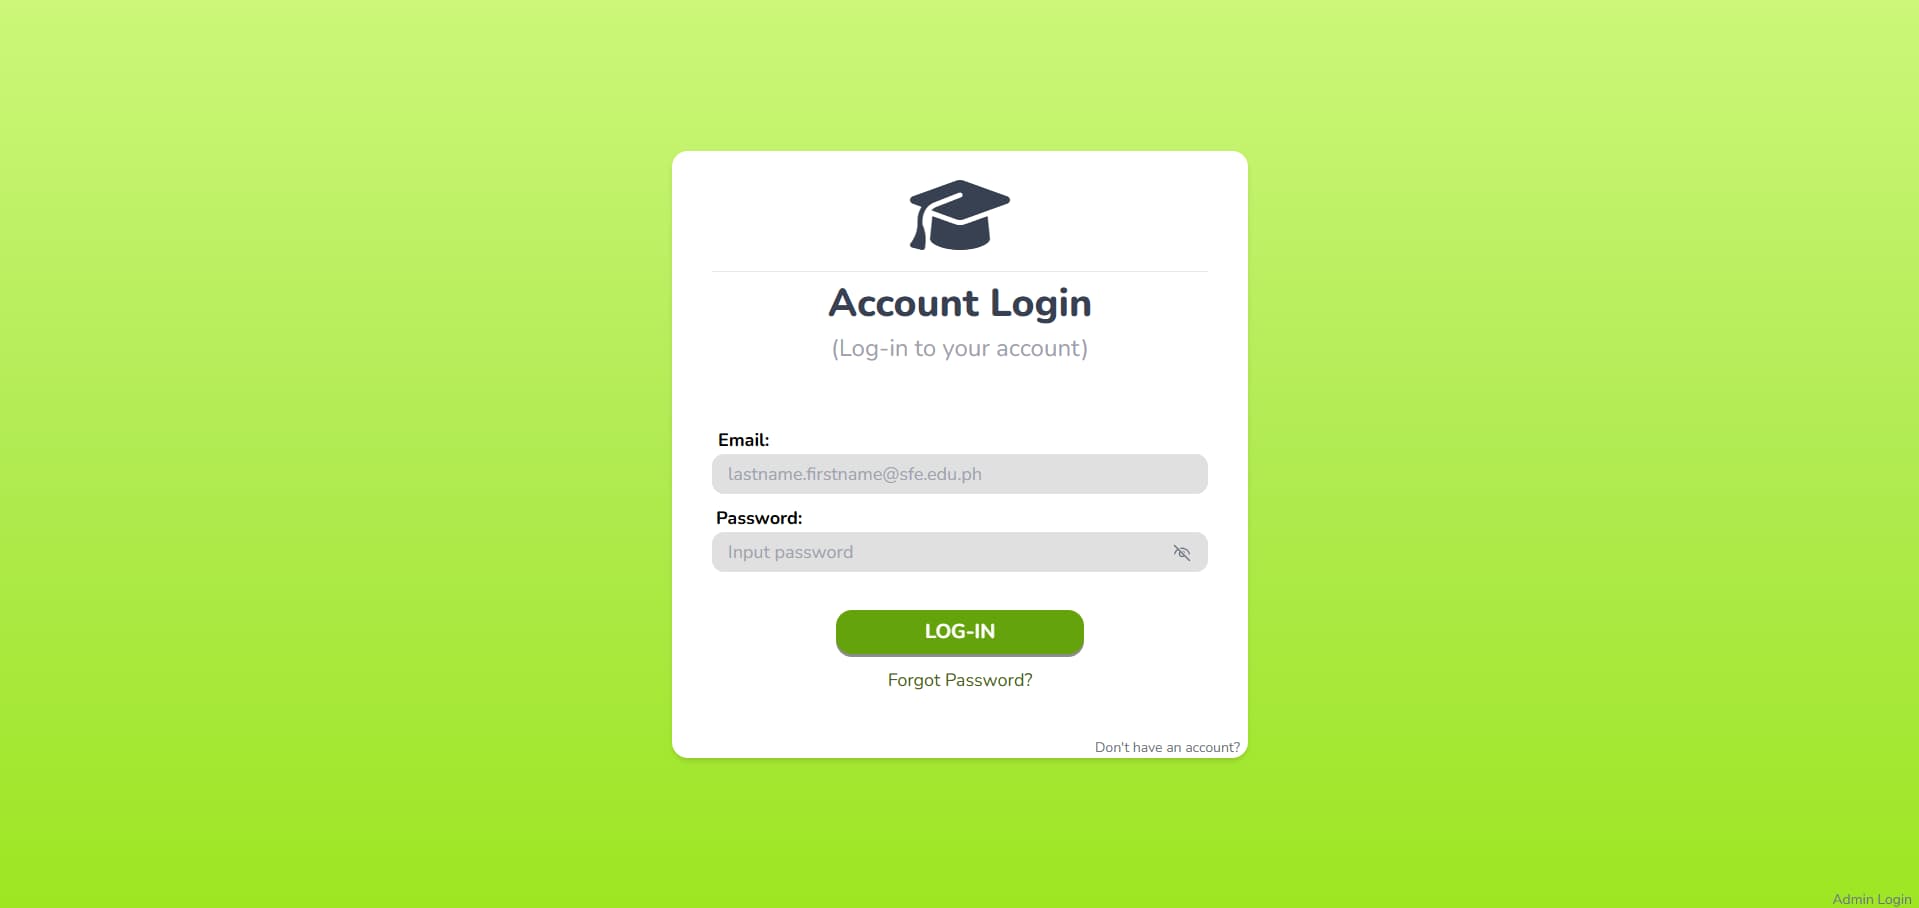 Account Login
(Log-in to your account)
Email:
lastname.firstname@sfe.edu.ph
Password:
Input password
LOG-IN
Forgot Password?
Don't have an account?
Admin Login